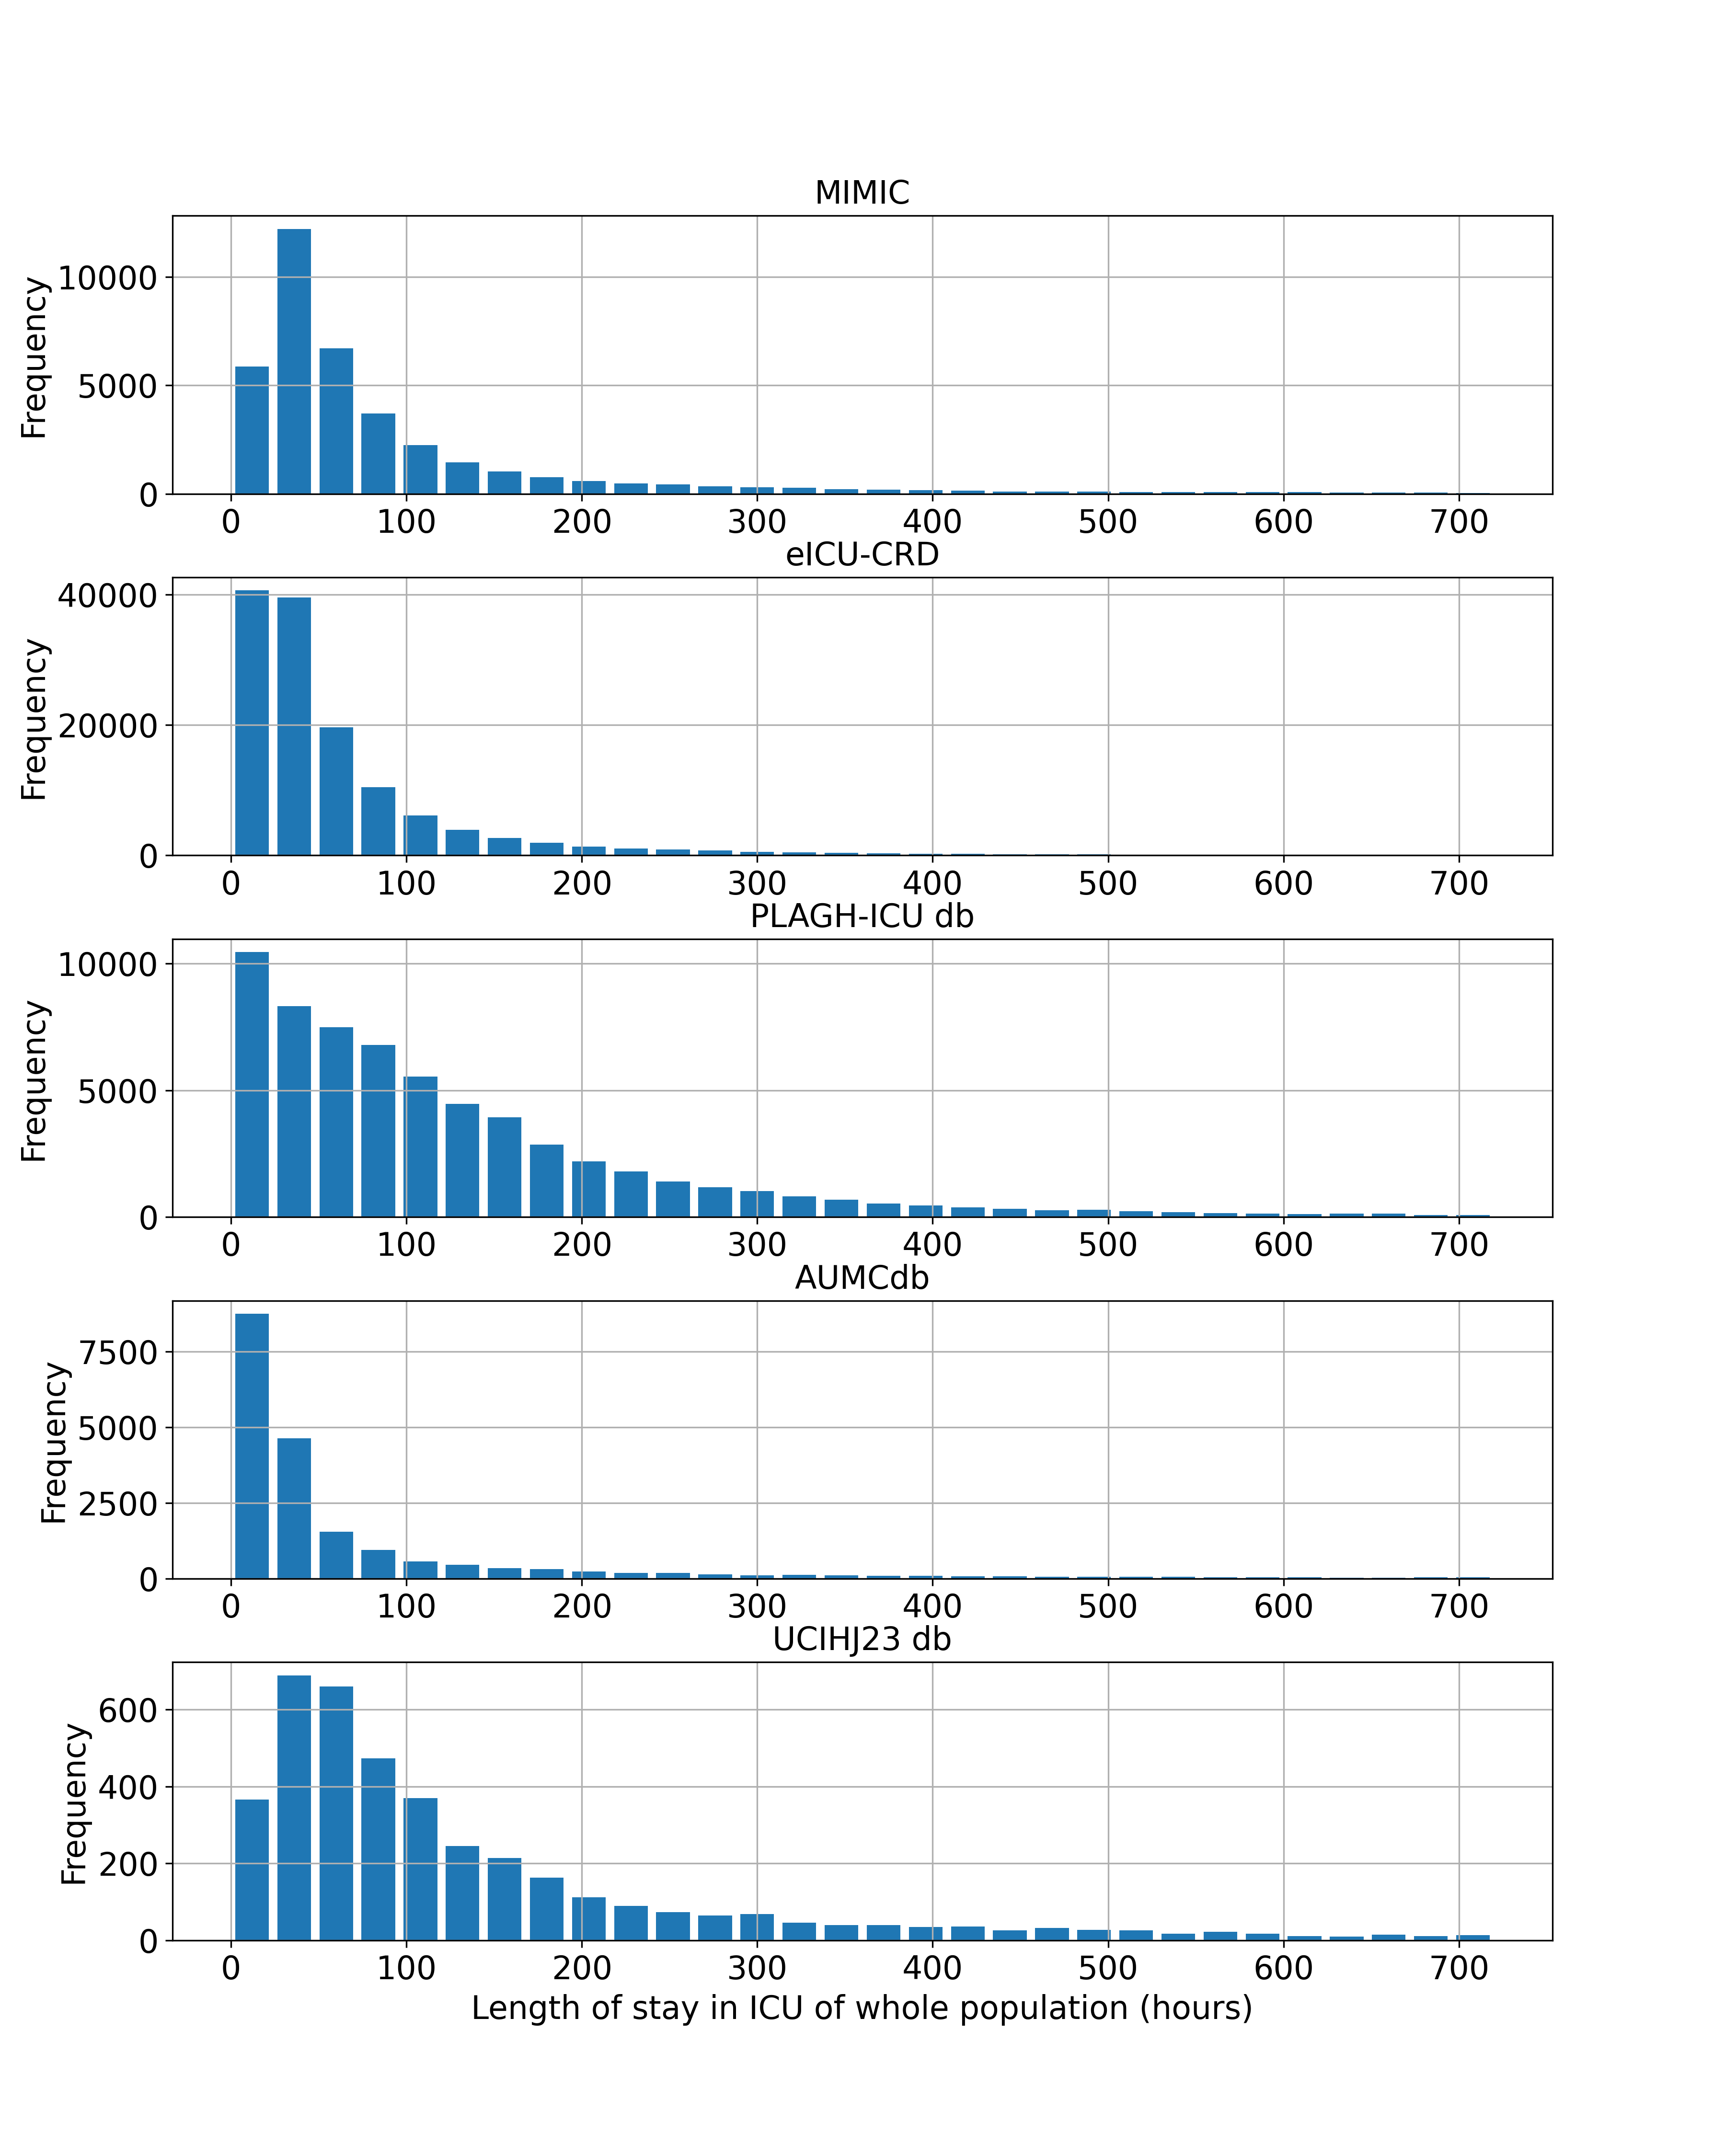 MIMIC
Frequency
10000
5000
0
0 100 200 300 400 500 600 700
eICU-CRD
Frequency
40000
20000
0
0 100 200 300 400 500 600 700
PLAGH-ICU db
Frequency
10000
5000
0
0 100 200 300 400 500 600 700
AUMCdb
Frequency
7500
5000
2500
0
0 100 200 300 400 500 600 700
UCIHJ23 db
Frequency
600
400
200
0
0 100 200 300 400 500 600 700
Length of stay in ICU of whole population (hours)